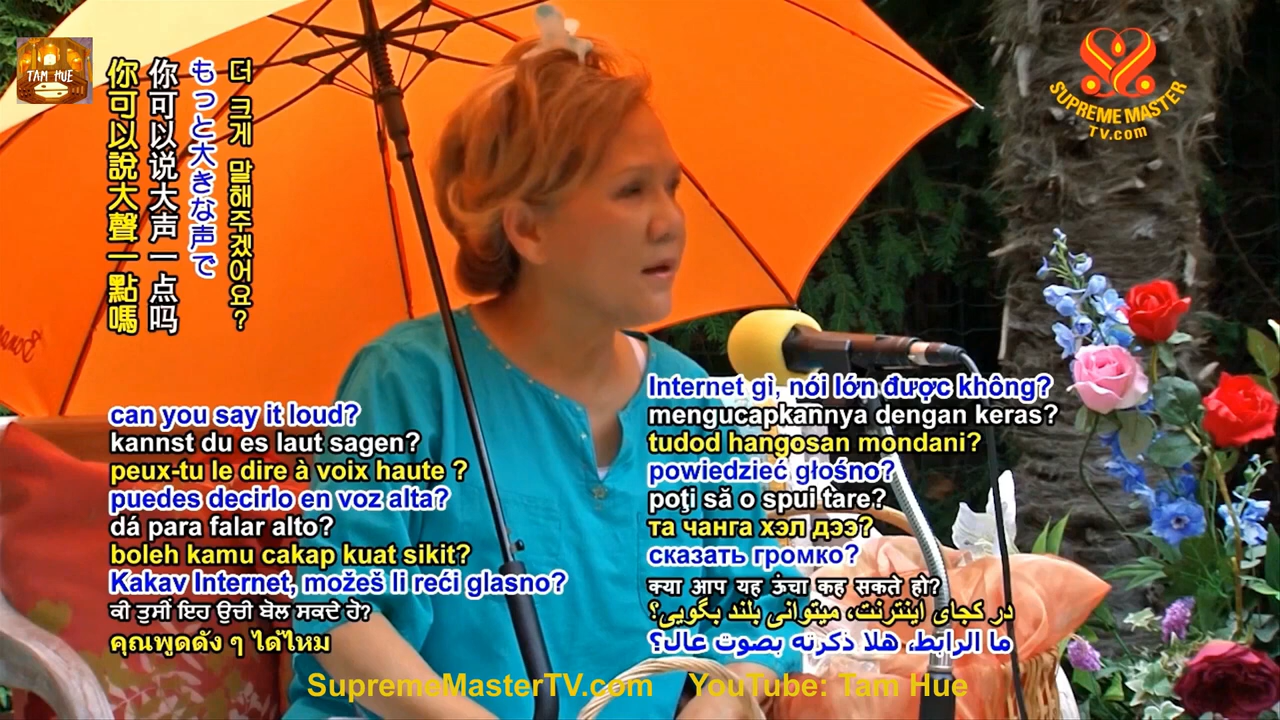 TAM HUE
SUPREME MASTER
TV.com
你可以說大聲一點嗎
你可以说大声一点吗
もっと大きな声で
더 크게 말해주겠어요?
can you say it loud?
kannst du es laut sagen?
peux-tu le dire à voix haute ?
puedes decirlo en voz alta?
dá para falar alto?
boleh kamu cakap kuat sikit?
Kakav Internet, možeš li reći glasno?
ਕੀ ਤੁਸੀਂ ਇਹ ਉਚੀ ਬੋਲ ਸਕਦੇ ਹੋ?
คุณพูดดัง ๆ ได้ไหม
Internet gì, nói lớn được không?
mengucapkannya dengan keras?
tudod hangosan mondani?
powiedzieć głośno?
poţi să o spui tare?
та чанга хэл дээ?
сказать громко?
क्या आप यह ऊंचा कह सकते हो?
در کجای اینترنت، میتوانی بلند بگویی؟
ما الرابط، هلا ذكرته بصوت عال؟
SupremeMasterTV.com YouTube: Tam Hue